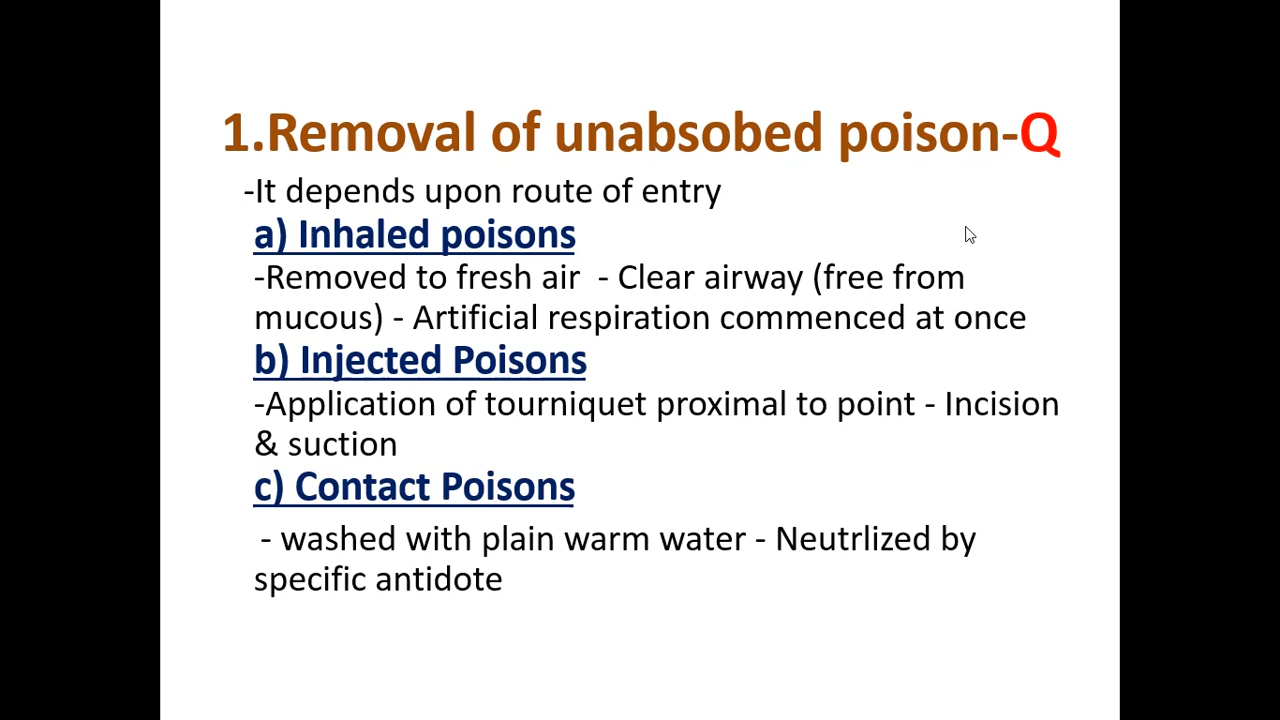 1.Removal of unabsobed poison-Q
-It depends upon route of entry
a) Inhaled poisons
-Removed to fresh air - Clear airway (free from
mucous) - Artificial respiration commenced at once
b) Injected Poisons
-Application of tourniquet proximal to point - Incision
& suction
c) Contact Poisons
- washed with plain warm water - Neutrlized by
specific antidote